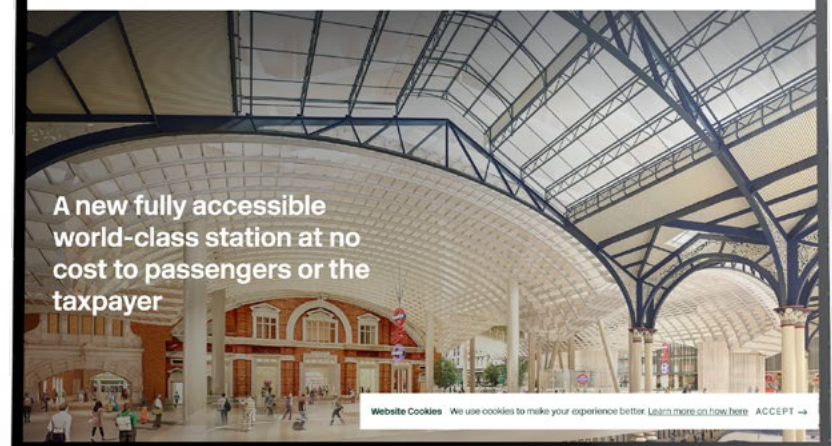 A new fully accessible
world-class station at no
cost to passengers or the
taxpayer
Website Cookies We use cookies to make your experience better. Learn more on how here ACCEPT →